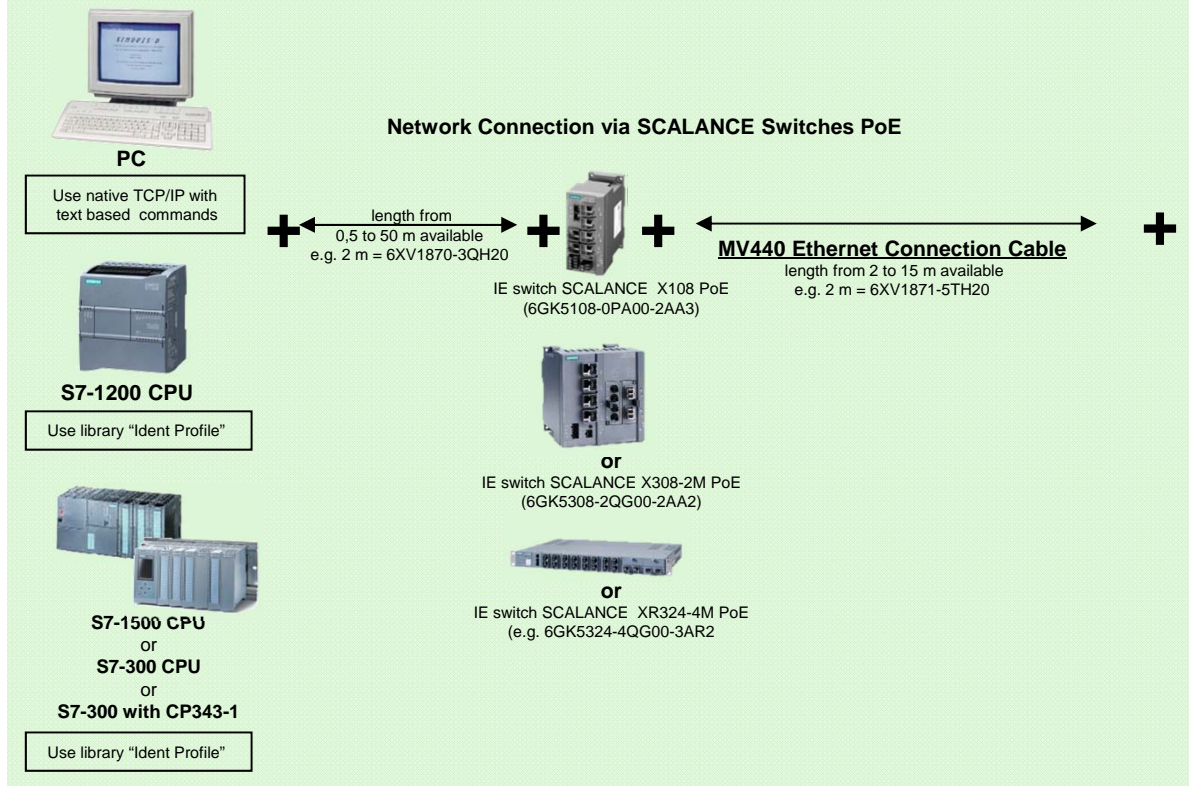 Network Connection via SCALANCE Switches PoE
PC
Use native TCP/IP with
text based commands
length from
0,5 to 50 m available
e.g. 2 m = 6XV1870-3QH20
MV440 Ethernet Connection Cable
length from 2 to 15 m available
e.g. 2 m = 6XV1871-5TH20
IE switch SCALANCE X108 PoE
(6GK5108-0PA00-2AA3)
S7-1200 CPU
Use library “Ident Profile”
or
IE switch SCALANCE X308-2M PoE
(6GK5308-2QG00-2AA2)
or
IE switch SCALANCE XR324-4M PoE
(e.g. 6GK5324-4QG00-3AR2
S7-1500 CPU
or
S7-300 CPU
or
S7-300 with CP343-1
Use library “Ident Profile”